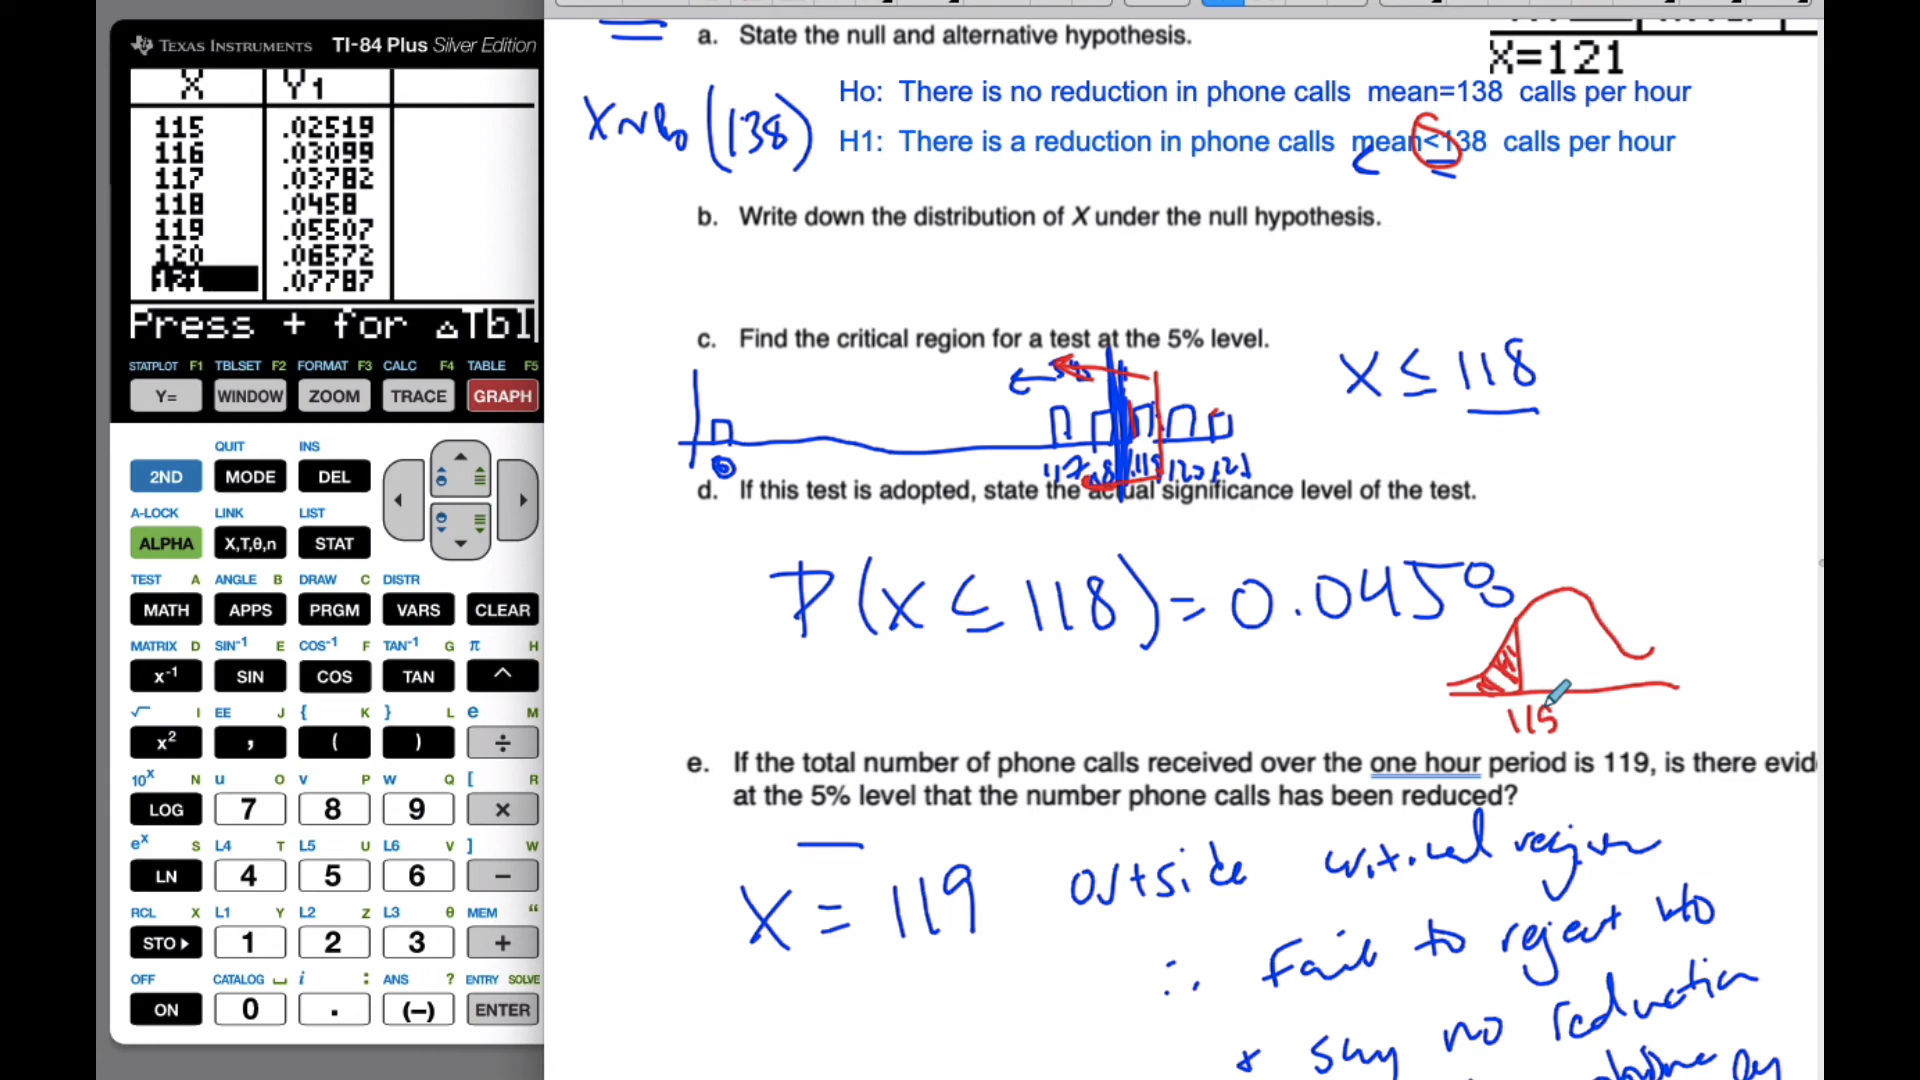 TEXAS INSTRUMENTS TI-84 Plus Silver Edition
X Y1
115 .02519
116 .03099
117 .03782
118 .0458
119 .05507
120 .06572
121 .07787
Press + for △Tbl
STATPLOT F1 TBLSET F2 FORMAT F3 CALC F4 TABLE F5
Y= WINDOW ZOOM TRACE GRAPH
QUIT INS
2ND MODE DEL
A-LOCK LINK LIST
ALPHA X,T,θ,n STAT
TEST A ANGLE B DRAW C DISTR
MATH APPS PRGM VARS CLEAR
MATRIX D SIN-1 E COS-1 F TAN-1 G π H
x-1 SIN COS TAN ^
√ I EE J { K } L e M
x2 , ( ) ÷
10x N u O v P w Q [ R
LOG 7 8 9 ×
ex S L4 T L5 U L6 V ] W
LN 4 5 6 −
RCL X L1 Y L2 Z L3 θ MEM "
STO▸ 1 2 3 +
OFF CATALOG ⎵ i : ANS ? ENTRY SOLVE
ON 0 . (−) ENTER
a. State the null and alternative hypothesis.
X=121
X~Po (138)
Ho: There is no reduction in phone calls mean=138 calls per hour
H1: There is a reduction in phone calls mean<138 calls per hour
b. Write down the distribution of X under the null hypothesis.
c. Find the critical region for a test at the 5% level.
X ≤ 118
0 117 118 119 120 121
d. If this test is adopted, state the actual significance level of the test.
P(X ≤ 118) = 0.0458
115
e. If the total number of phone calls received over the one hour period is 119, is there evid
at the 5% level that the number phone calls has been reduced?
X = 119 outside critical region
∴ Fail to reject Ho
& say no reduction
phone